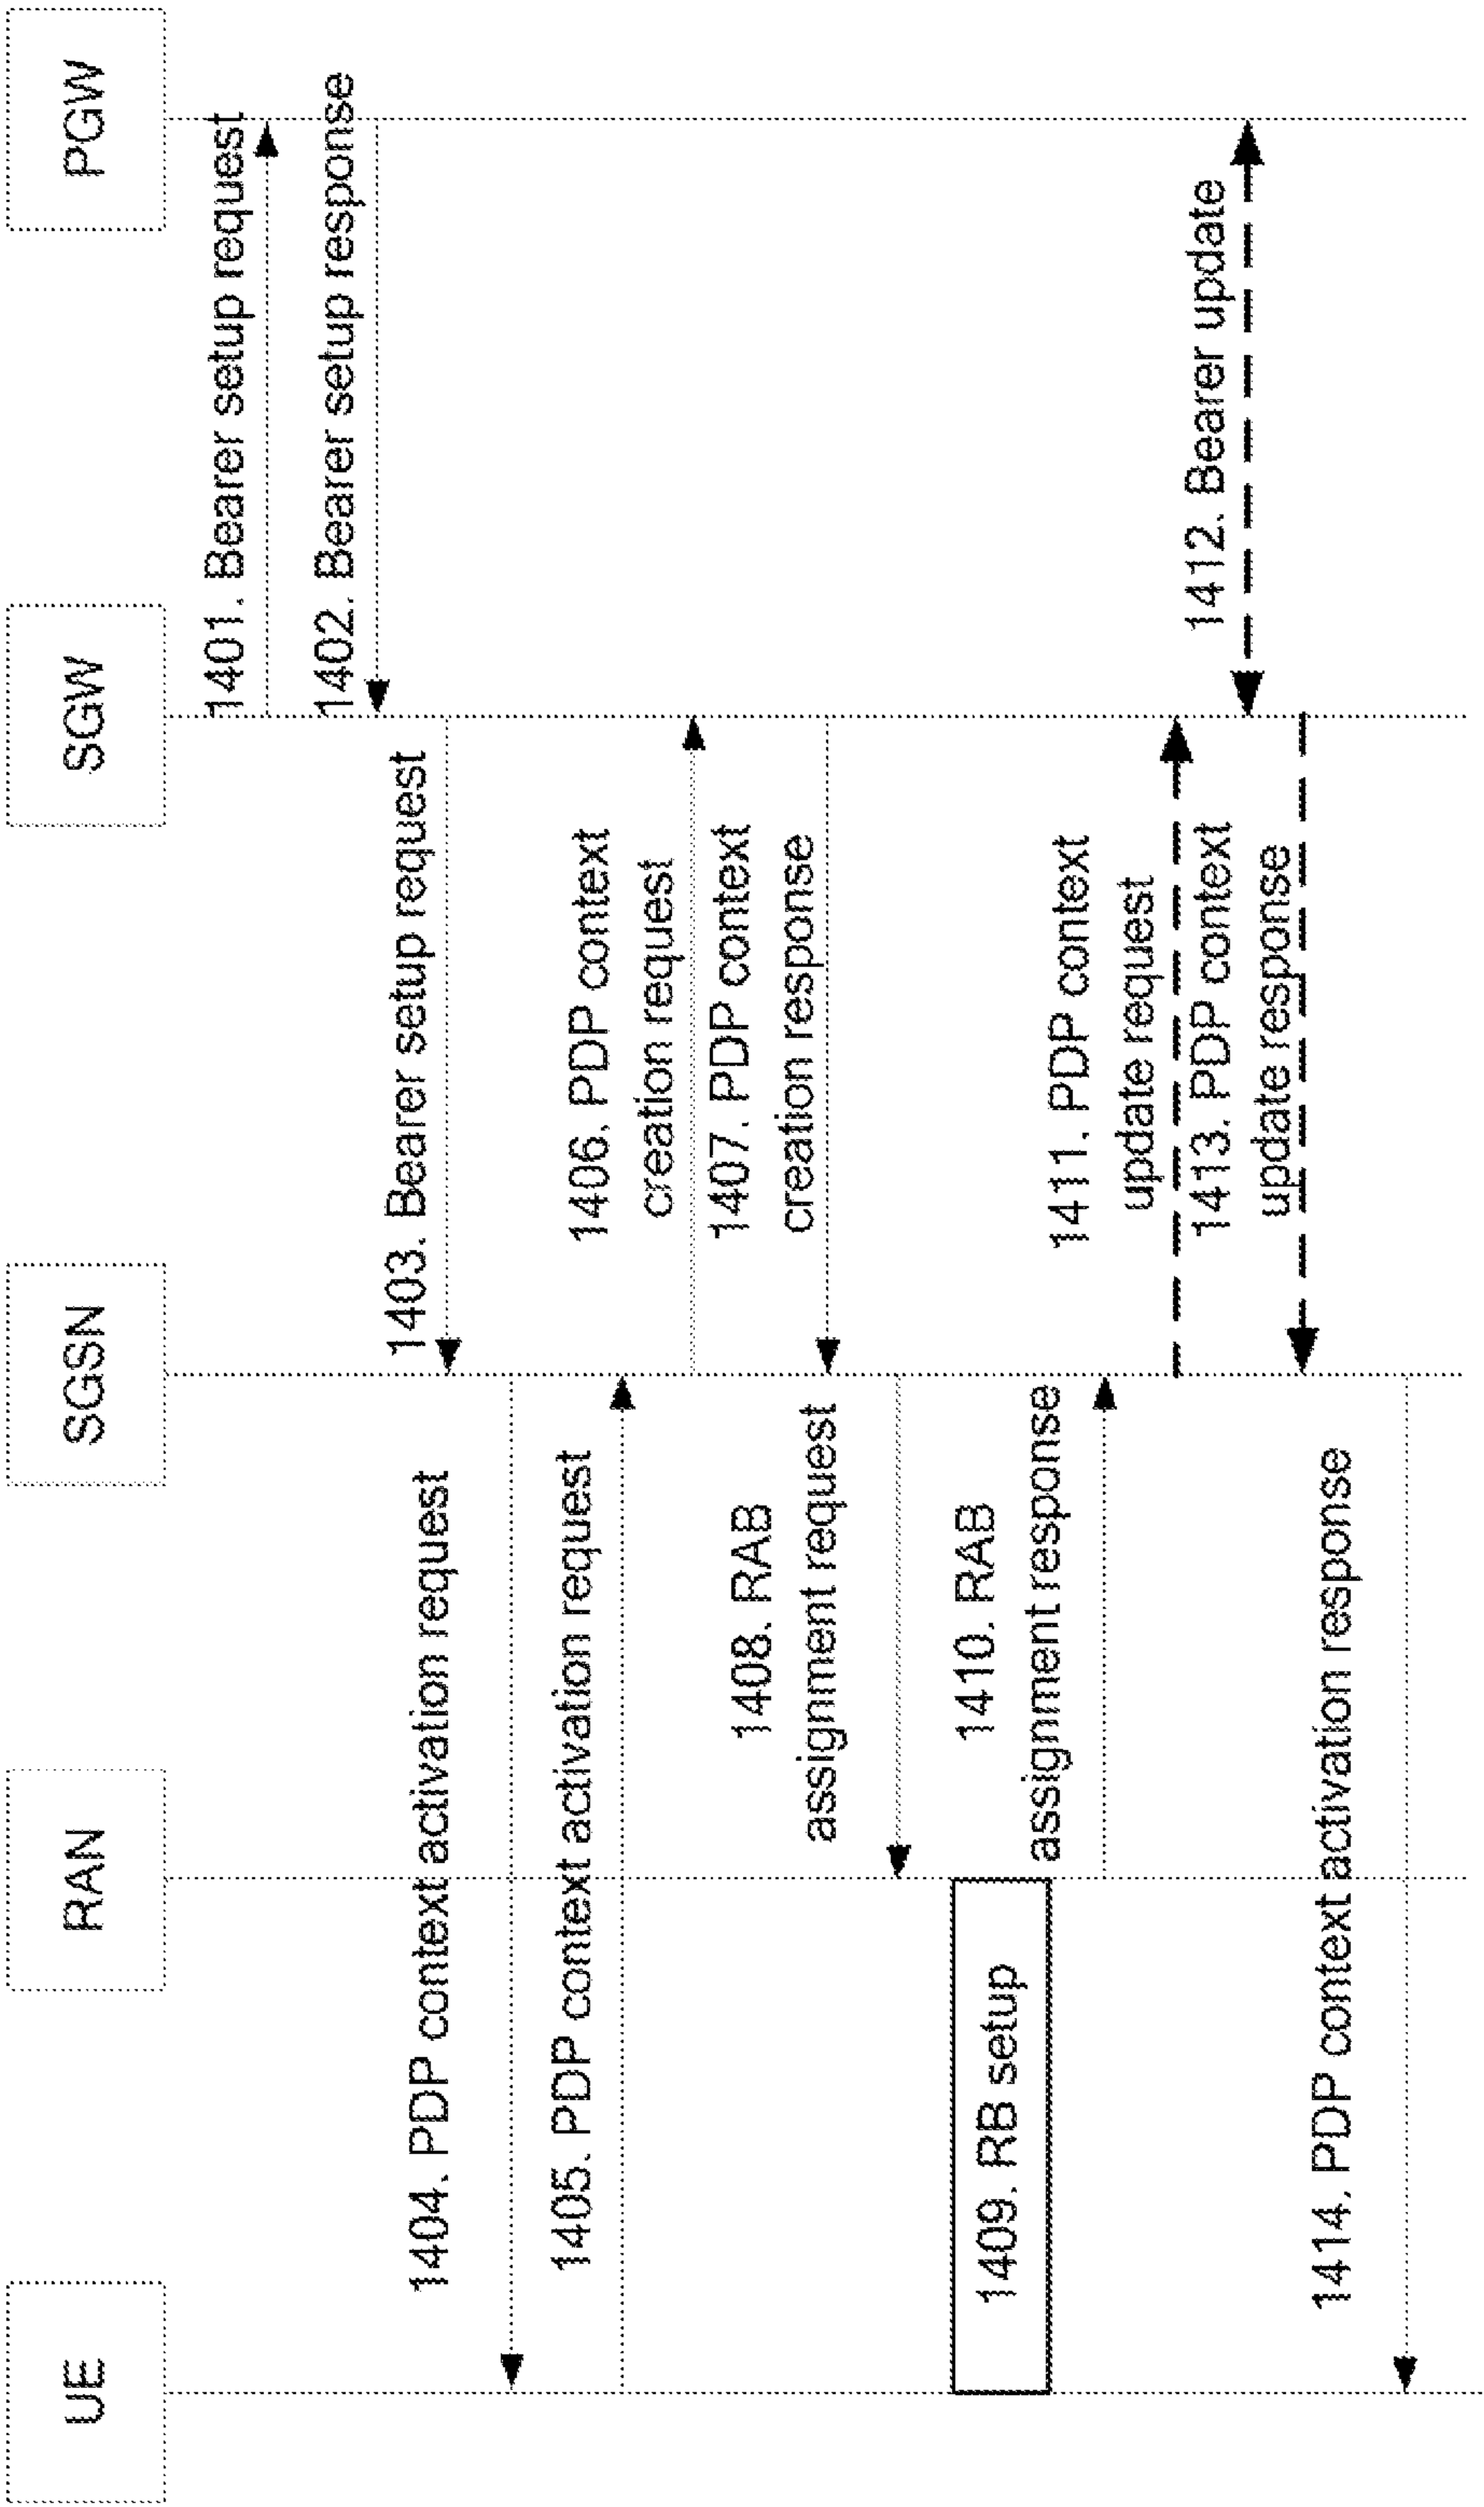 UE
RAN
SGSN
SGW
PGW
1401. Bearer setup request
1402. Bearer setup response
1403. Bearer setup request
1404. PDP context activation request
1405. PDP context activation request
1406. PDP context
creation request
1407. PDP context
creation response
1408. RAB
assignment request
1409. RB setup
1410. RAB
assignment response
1411. PDP context
update request
1412. Bearer update
1413. PDP context
update response
1414. PDP context activation response